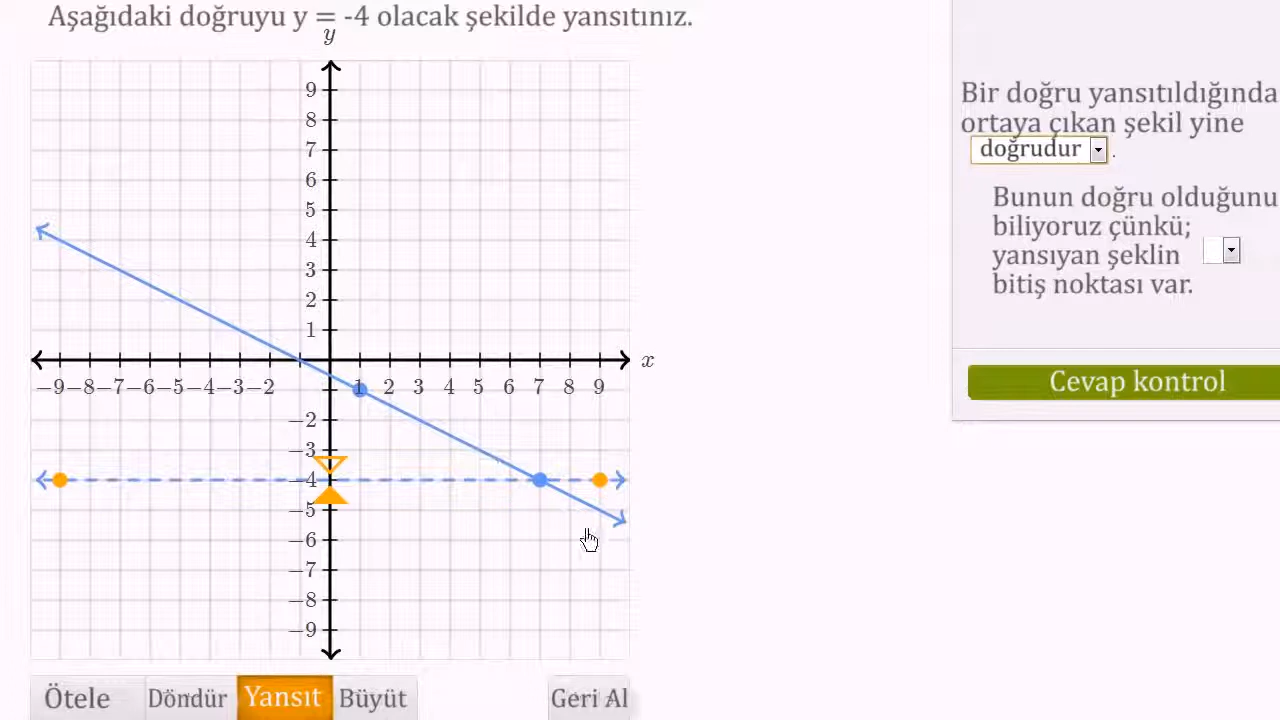 Aşağıdaki doğruyu y = -4 olacak şekilde yansıtınız.
y
9
8
7
6
5
4
3
2
1
−9 −8 −7 −6 −5 −4 −3 −2 1 2 3 4 5 6 7 8 9 x
−2
−3
−4
−5
−6
−7
−8
−9
Ötele Döndür Yansıt Büyüt Geri Al
Bir doğru yansıtıldığında
ortaya çıkan şekil yine
doğrudur .
Bunun doğru olduğunu
biliyoruz çünkü;
yansıyan şeklin
bitiş noktası var.
Cevap kontrol